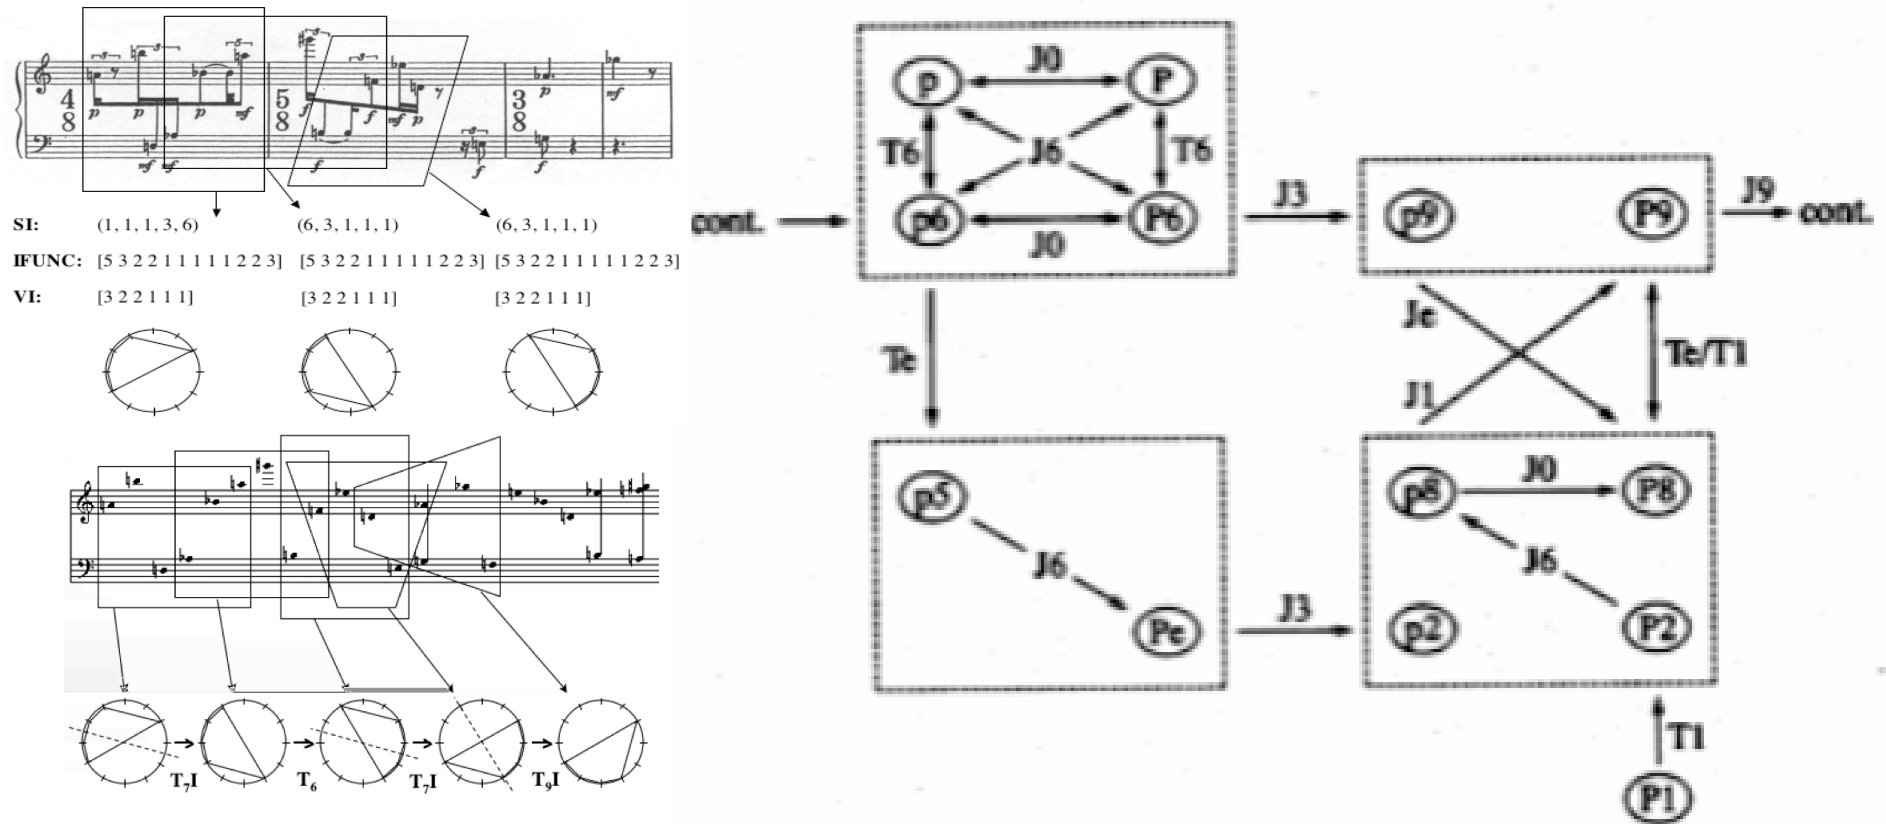 3 3 5 3 3
4 8 5 8 3 8
p p p mf f f mf p p mf
mf mf f f f
SI: (1, 1, 1, 3, 6) (6, 3, 1, 1, 1) (6, 3, 1, 1, 1)
IFUNC: [5 3 2 2 1 1 1 1 1 2 2 3] [5 3 2 2 1 1 1 1 1 2 2 3] [5 3 2 2 1 1 1 1 1 2 2 3]
VI: [3 2 2 1 1 1] [3 2 2 1 1 1] [3 2 2 1 1 1]
T₇I T₆ T₇I T₉I
p J0 P
T6 J6 T6
cont. p6 J0 P6 J3 p9 P9 J9 cont.
Te
Je
J1 Te/T1
p5
J6
Pe J3
p8 J0 P8
J6
p2 P2
T1
P1